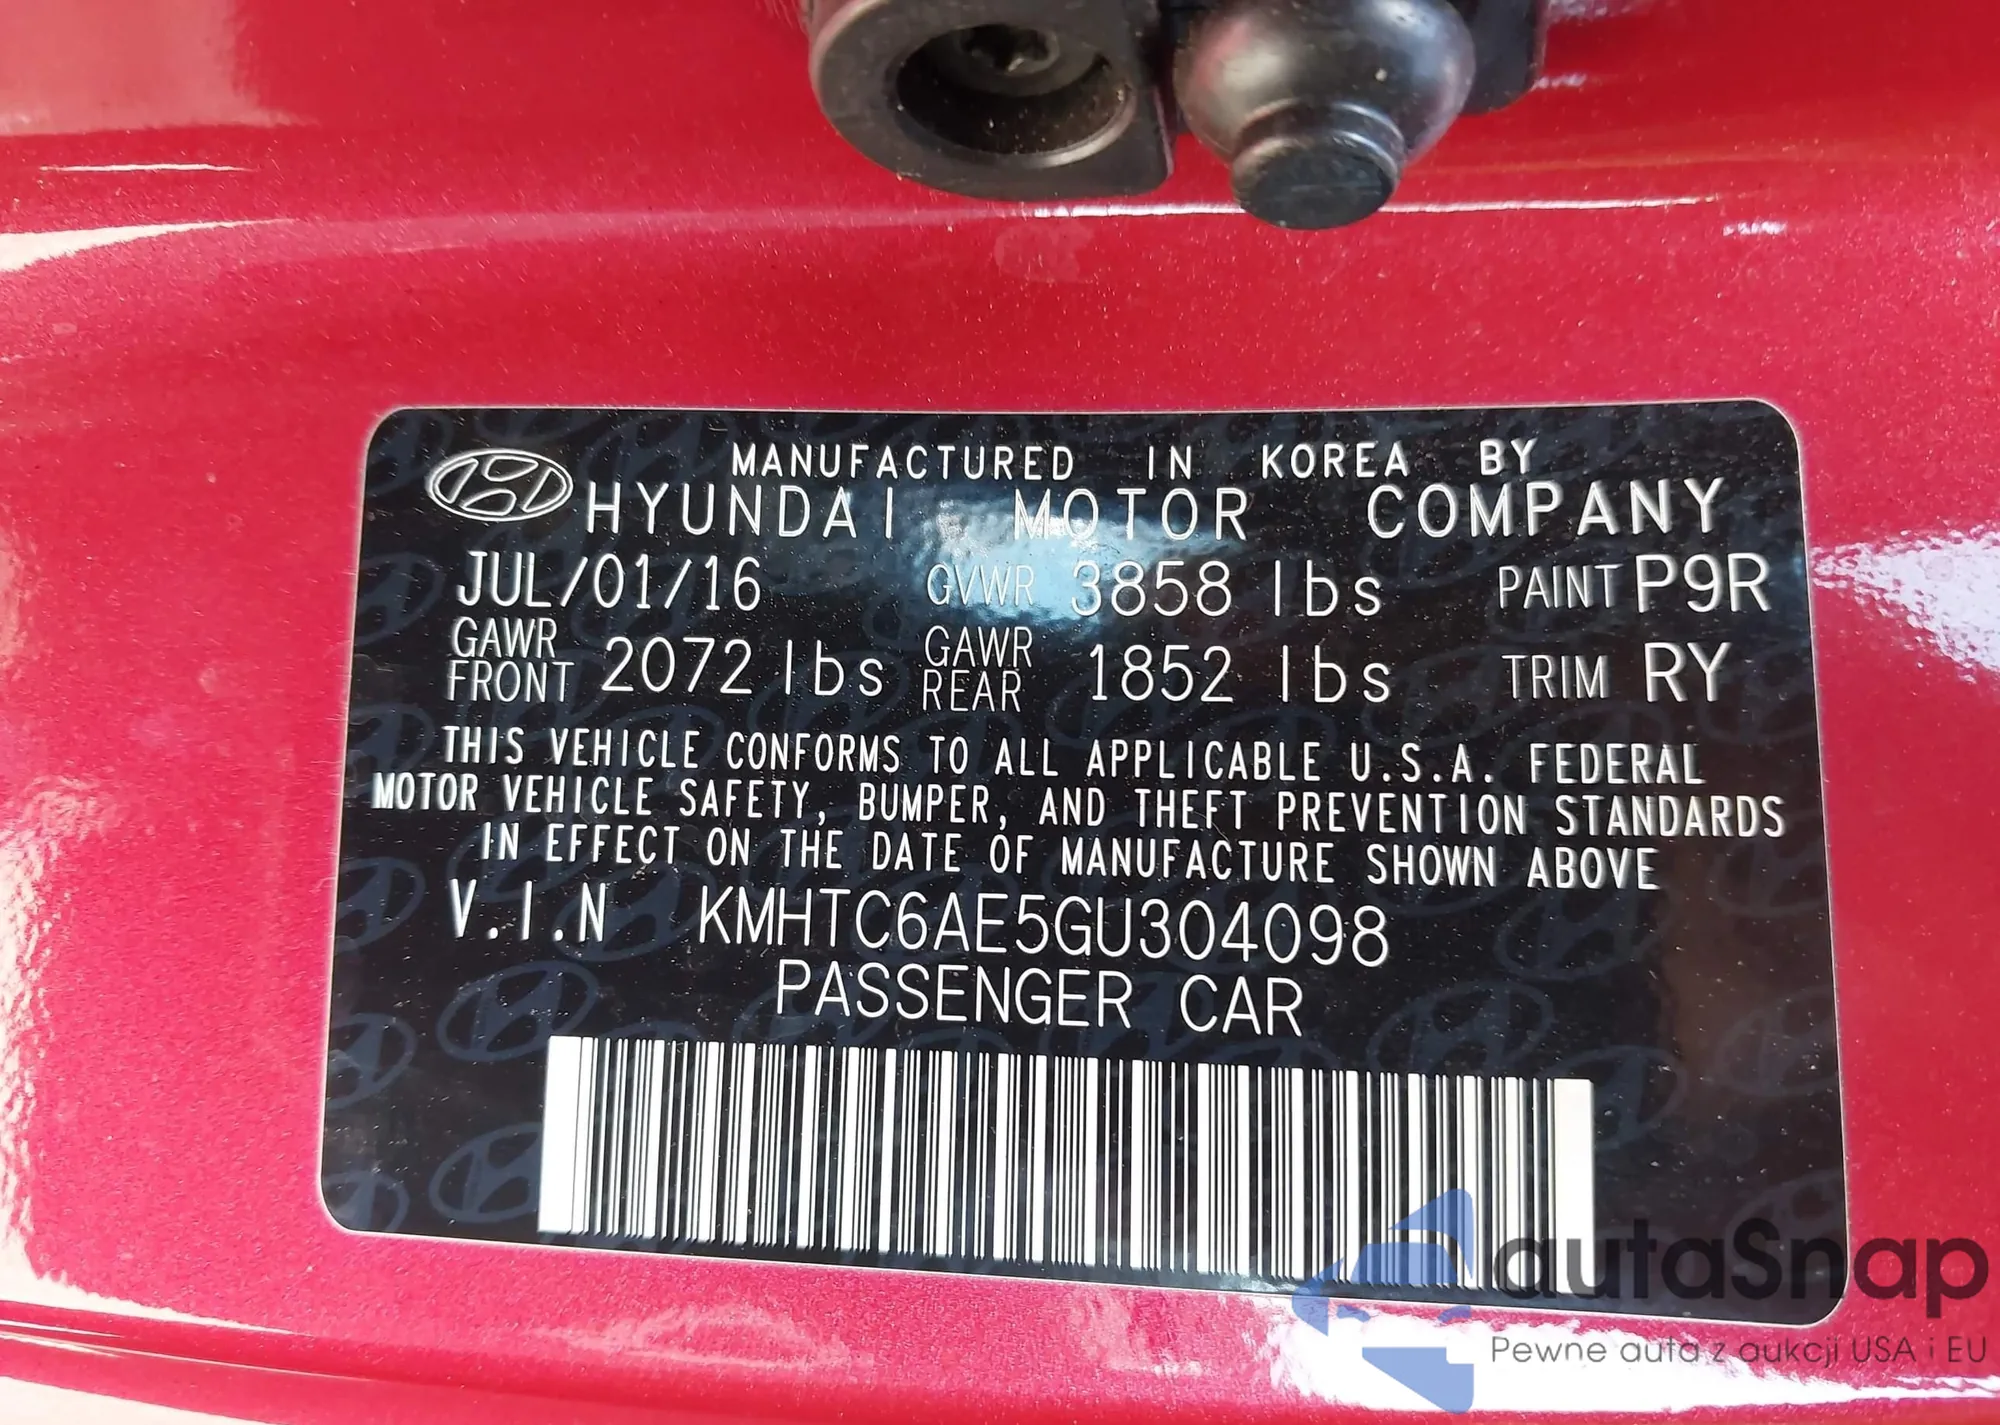 MANUFACTURED IN KOREA BY
HYUNDAI MOTOR COMPANY
JUL/01/16 GVWR 3858 lbs PAINT P9R
GAWR FRONT 2072 lbs GAWR REAR 1852 lbs TRIM RY
THIS VEHICLE CONFORMS TO ALL APPLICABLE U.S.A. FEDERAL
MOTOR VEHICLE SAFETY, BUMPER, AND THEFT PREVENTION STANDARDS
IN EFFECT ON THE DATE OF MANUFACTURE SHOWN ABOVE
V.I.N KMHTC6AE5GU304098
PASSENGER CAR
autaSnap
Pewne auta z aukcji USA i EU